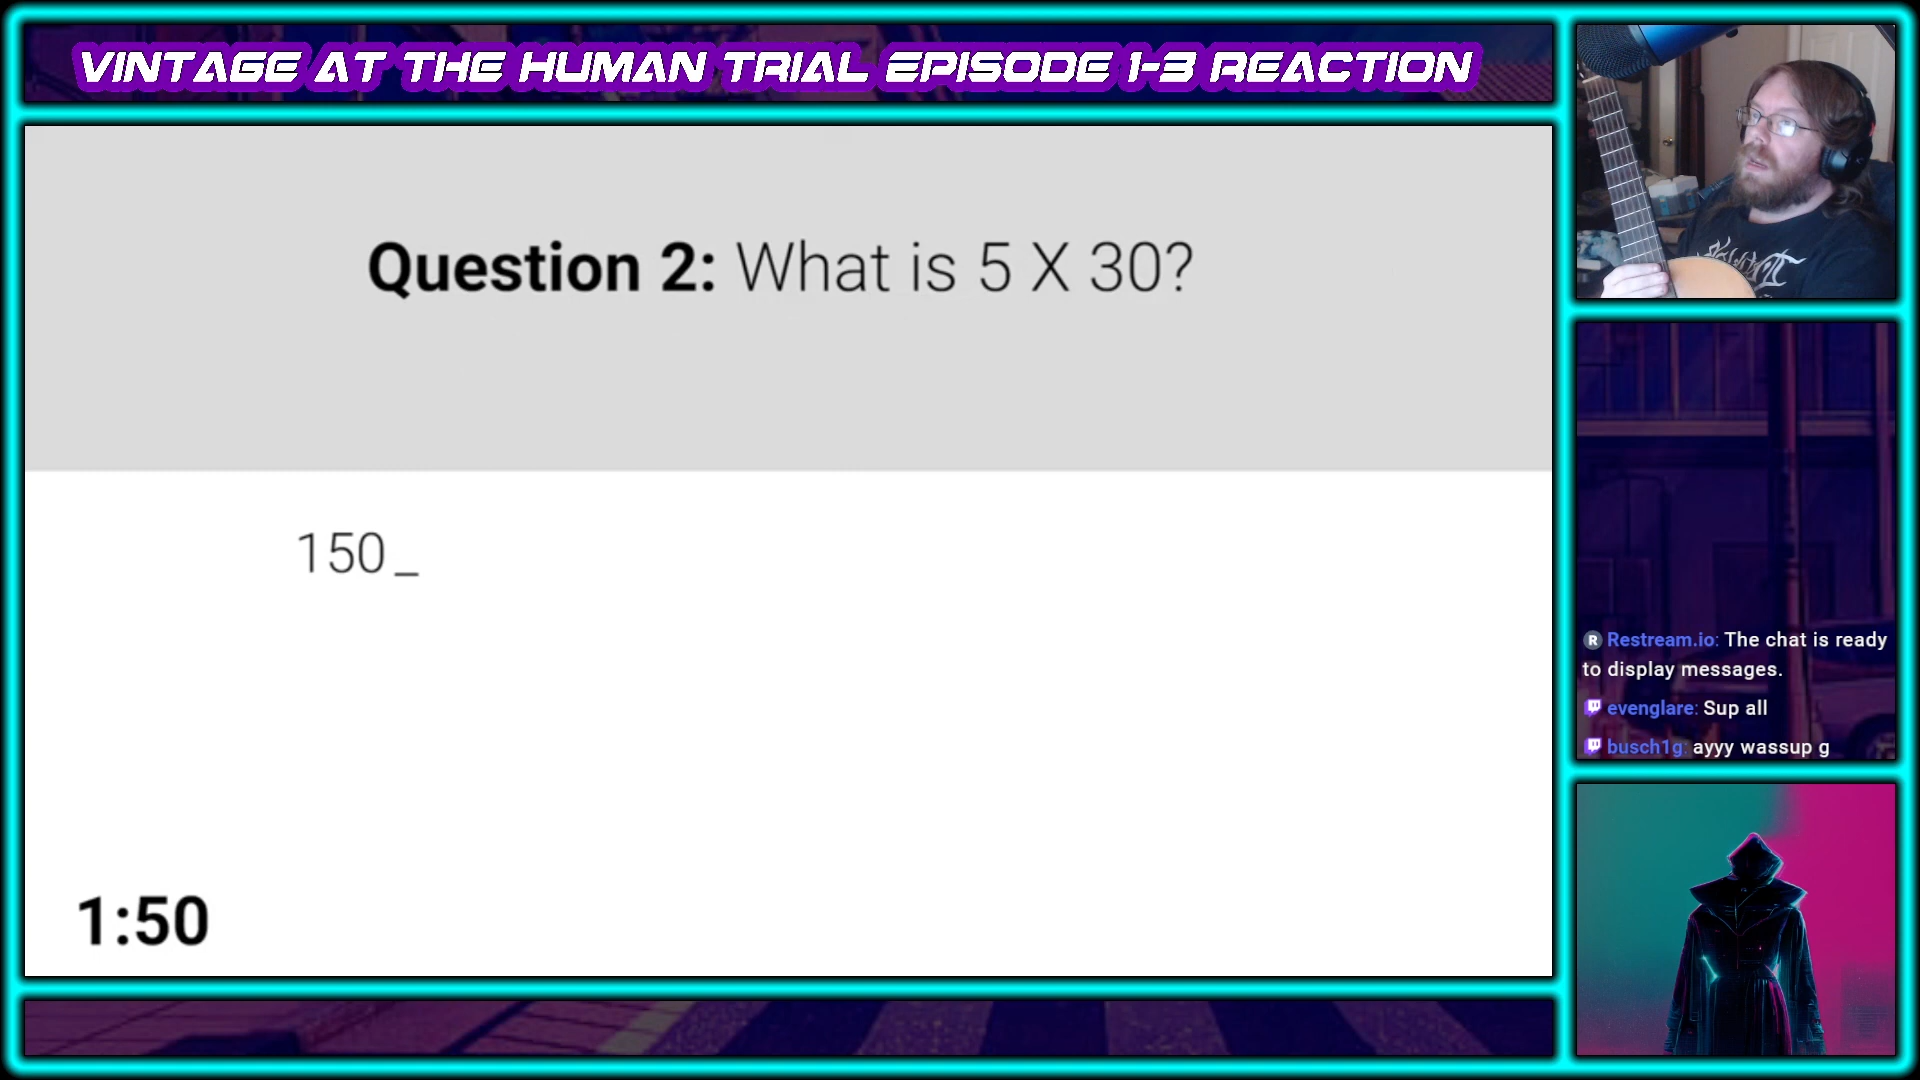 VINTAGE AT THE HUMAN TRIAL EPISODE 1-3 REACTION
Question 2: What is 5 X 30?
150_
1:50
R Restream.io: The chat is ready
to display messages.
evenglare: Sup all
busch1g: ayyy wassup g